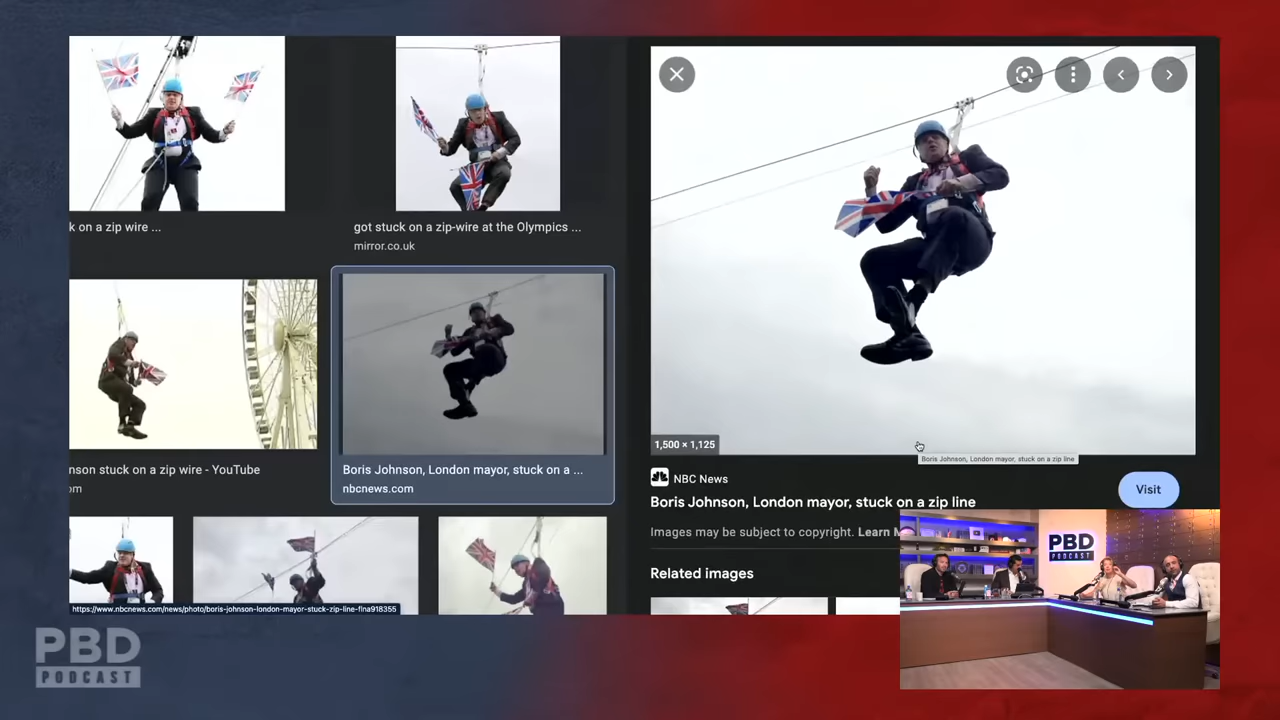 k on a zip wire ...
got stuck on a zip-wire at the Olympics ...
mirror.co.uk
nson stuck on a zip wire - YouTube
om
Boris Johnson, London mayor, stuck on a ...
nbcnews.com
https://www.nbcnews.com/news/photo/boris-johnson-london-mayor-stuck-zip-line-flna918355
1,500 × 1,125
Boris Johnson, London mayor, stuck on a zip line
NBC News
Visit
Boris Johnson, London mayor, stuck on a zip line
Images may be subject to copyright. Learn M
Related images
PBD
PODCAST
PBD
PODCAST